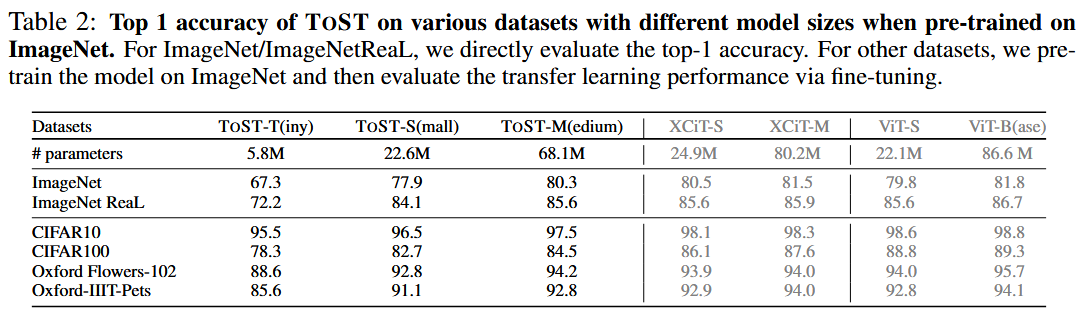 Table 2: Top 1 accuracy of TOST on various datasets with different model sizes when pre-trained on
ImageNet. For ImageNet/ImageNetReaL, we directly evaluate the top-1 accuracy. For other datasets, we pre-
train the model on ImageNet and then evaluate the transfer learning performance via fine-tuning.
Datasets TOST-T(iny) TOST-S(mall) TOST-M(edium) XCiT-S XCiT-M ViT-S ViT-B(ase)
# parameters 5.8M 22.6M 68.1M 24.9M 80.2M 22.1M 86.6 M
ImageNet 67.3 77.9 80.3 80.5 81.5 79.8 81.8
ImageNet ReaL 72.2 84.1 85.6 85.6 85.9 85.6 86.7
CIFAR10 95.5 96.5 97.5 98.1 98.3 98.6 98.8
CIFAR100 78.3 82.7 84.5 86.1 87.6 88.8 89.3
Oxford Flowers-102 88.6 92.8 94.2 93.9 94.0 94.0 95.7
Oxford-IIIT-Pets 85.6 91.1 92.8 92.9 94.0 92.8 94.1